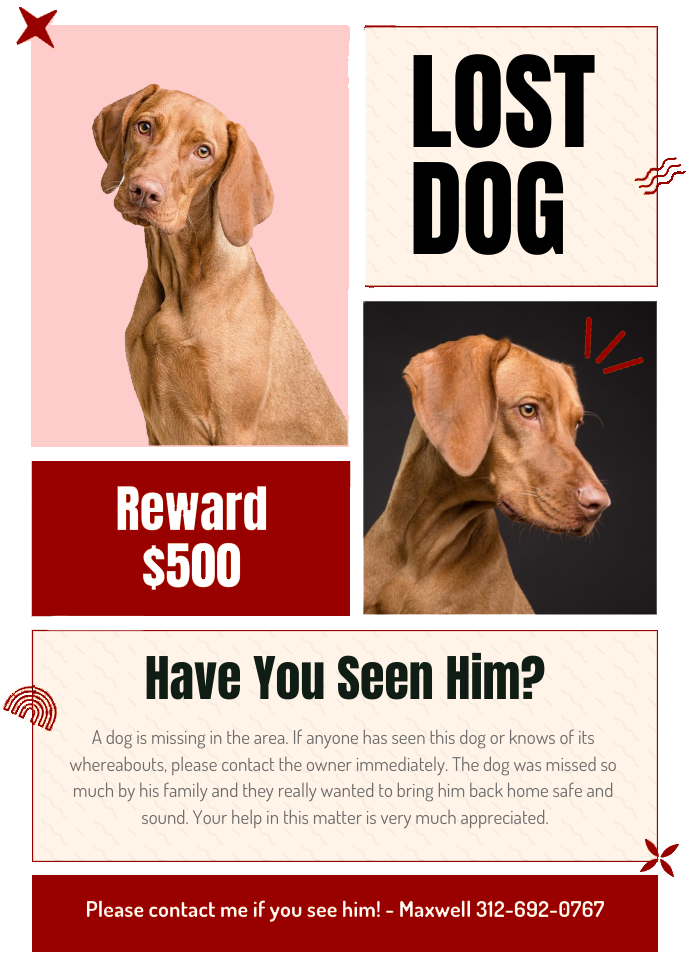 LOST
DOG
Reward
$500
Have You Seen Him?
A dog is missing in the area. If anyone has seen this dog or knows of its
whereabouts, please contact the owner immediately. The dog was missed so
much by his family and they really wanted to bring him back home safe and
sound. Your help in this matter is very much appreciated.
Please contact me if you see him! - Maxwell 312-692-0767